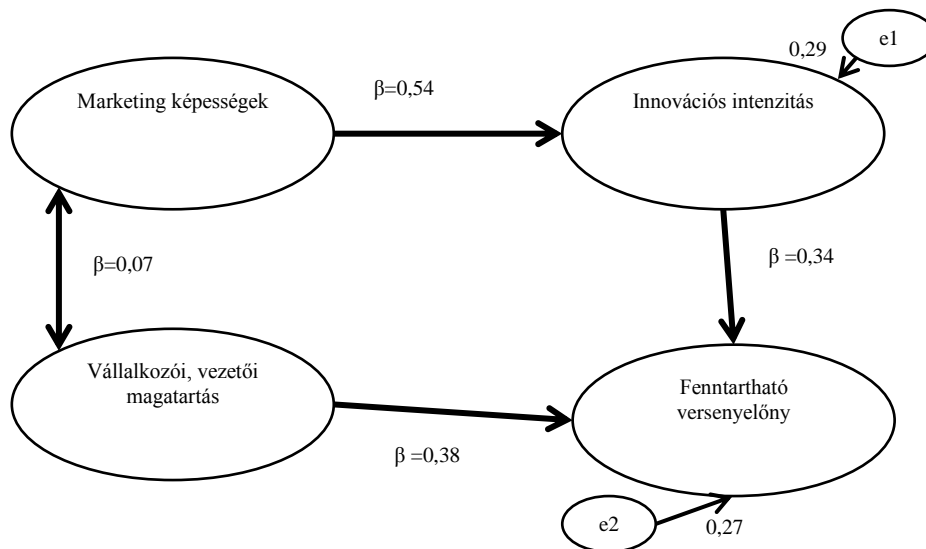 0,29
e1
Marketing képességek
β=0,54
Innovációs intenzitás
β=0,07
β =0,34
Vállalkozói, vezetői
magatartás
Fenntartható
versenyelőny
β =0,38
e2
0,27